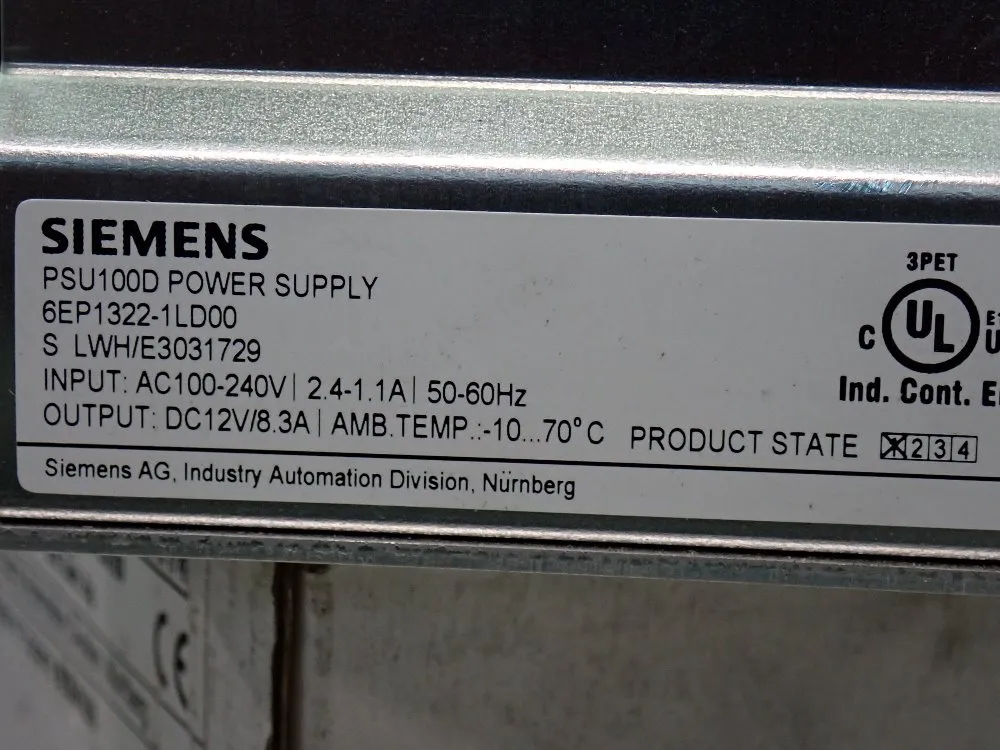 SIEMENS
PSU100D POWER SUPPLY
6EP1322-1LD00
S LWH/E3031729
INPUT: AC100-240V | 2.4-1.1A | 50-60Hz
OUTPUT: DC12V/8.3A | AMB.TEMP.:-10...70°C PRODUCT STATE X 2 3 4
Siemens AG, Industry Automation Division, Nürnberg
3PET
C UL
Ind. Cont.